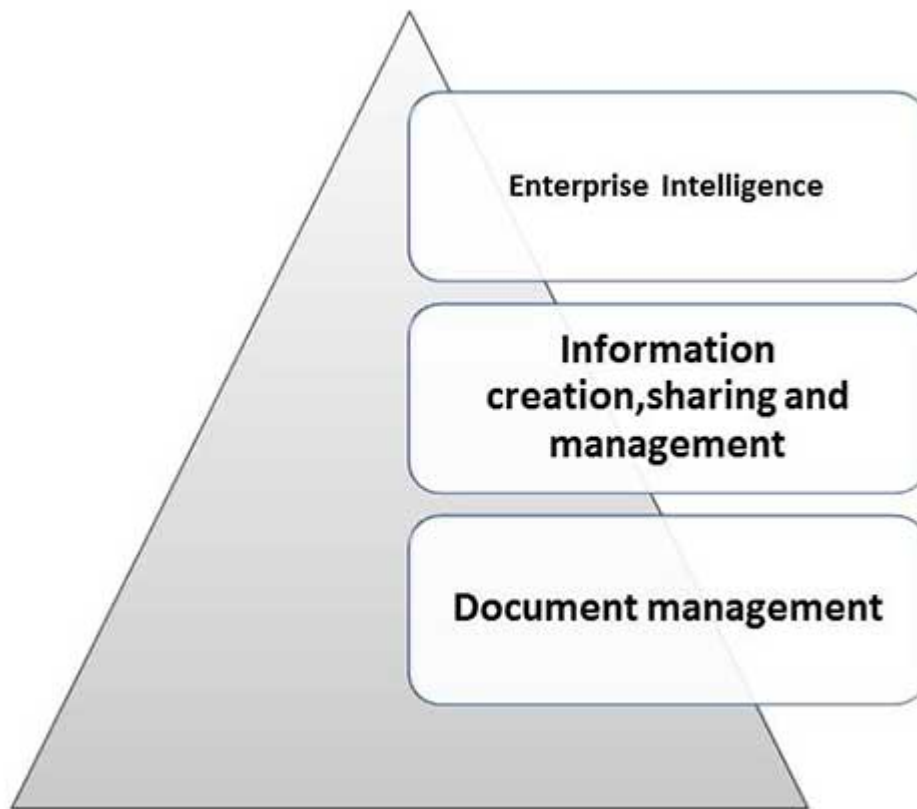 Enterprise Intelligence
Information
creation,sharing and
management
Document management